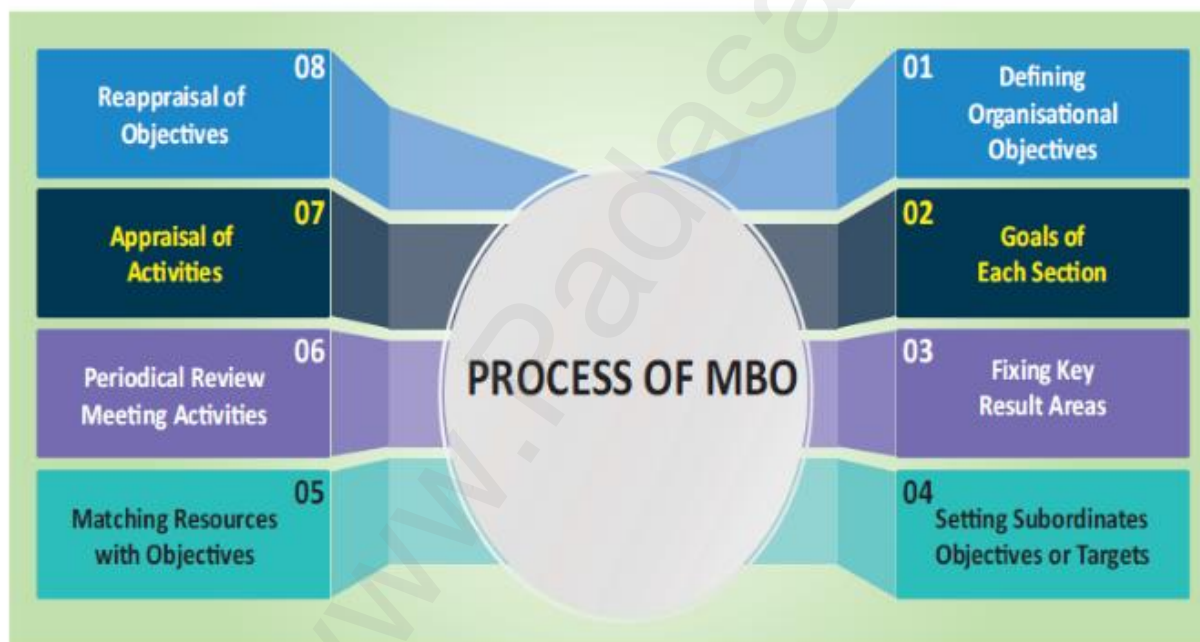 PROCESS OF MBO
01
Defining
Organisational
Objectives
02
Goals of
Each Section
03
Fixing Key
Result Areas
04
Setting Subordinates
Objectives or Targets
05
Matching Resources
with Objectives
06
Periodical Review
Meeting Activities
07
Appraisal of
Activities
08
Reappraisal of
Objectives
www.Padasa